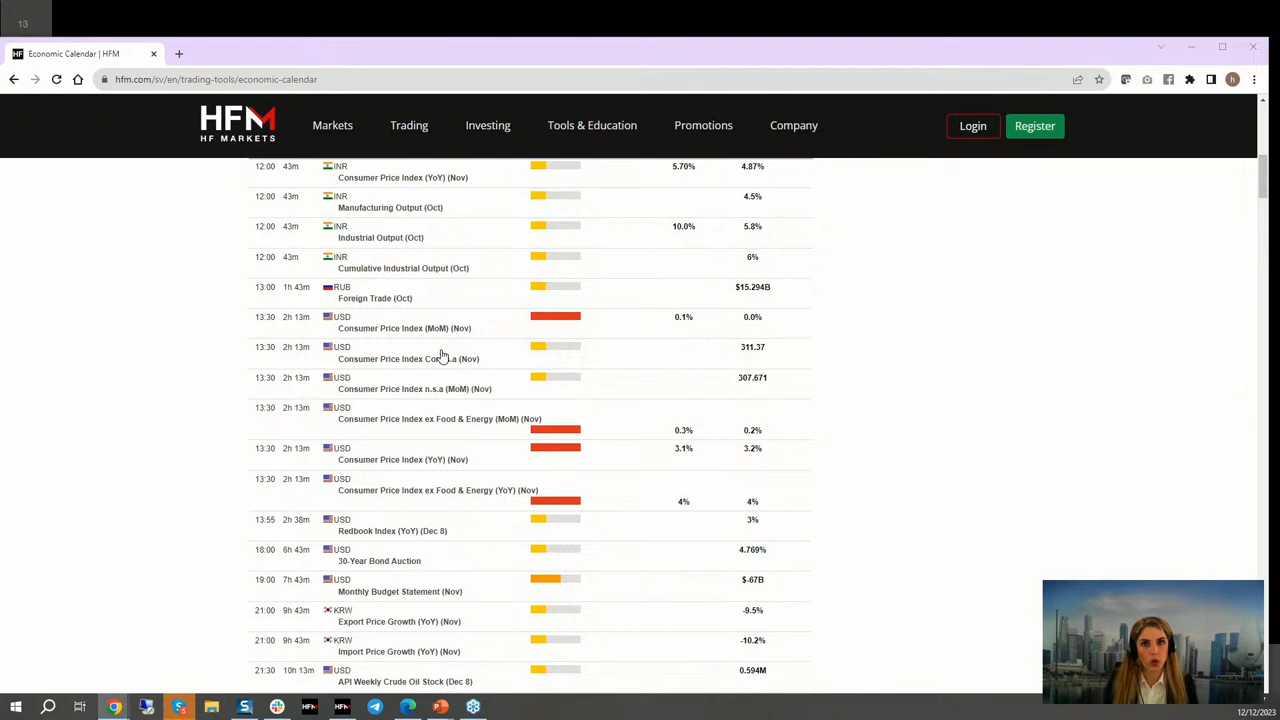 13
HF Economic Calendar | HFM
hfm.com/sv/en/trading-tools/economic-calendar
h
HFM
HF MARKETS
Markets Trading Investing Tools & Education Promotions Company Login Register
12:00 43m INR 5.70% 4.87%
Consumer Price Index (YoY) (Nov)
12:00 43m INR 4.5%
Manufacturing Output (Oct)
12:00 43m INR 10.0% 5.8%
Industrial Output (Oct)
12:00 43m INR 6%
Cumulative Industrial Output (Oct)
13:00 1h 43m RUB $15.294B
Foreign Trade (Oct)
13:30 2h 13m USD 0.1% 0.0%
Consumer Price Index (MoM) (Nov)
13:30 2h 13m USD 311.37
Consumer Price Index (Nov)
13:30 2h 13m USD 307.671
Consumer Price Index n.s.a (MoM) (Nov)
13:30 2h 13m USD
Consumer Price Index ex Food & Energy (MoM) (Nov)
0.3% 0.2%
13:30 2h 13m USD 3.1% 3.2%
Consumer Price Index (YoY) (Nov)
13:30 2h 13m USD
Consumer Price Index ex Food & Energy (YoY) (Nov)
4% 4%
13:55 2h 38m USD 3%
Redbook Index (YoY) (Dec 8)
18:00 6h 43m USD 4.769%
30-Year Bond Auction
19:00 7h 43m USD $-67B
Monthly Budget Statement (Nov)
21:00 9h 43m KRW -9.5%
Export Price Growth (YoY) (Nov)
21:00 9h 43m KRW -10.2%
Import Price Growth (YoY) (Nov)
21:30 10h 13m USD 0.594M
API Weekly Crude Oil Stock (Dec 8)
HFM HFM
12/12/2023